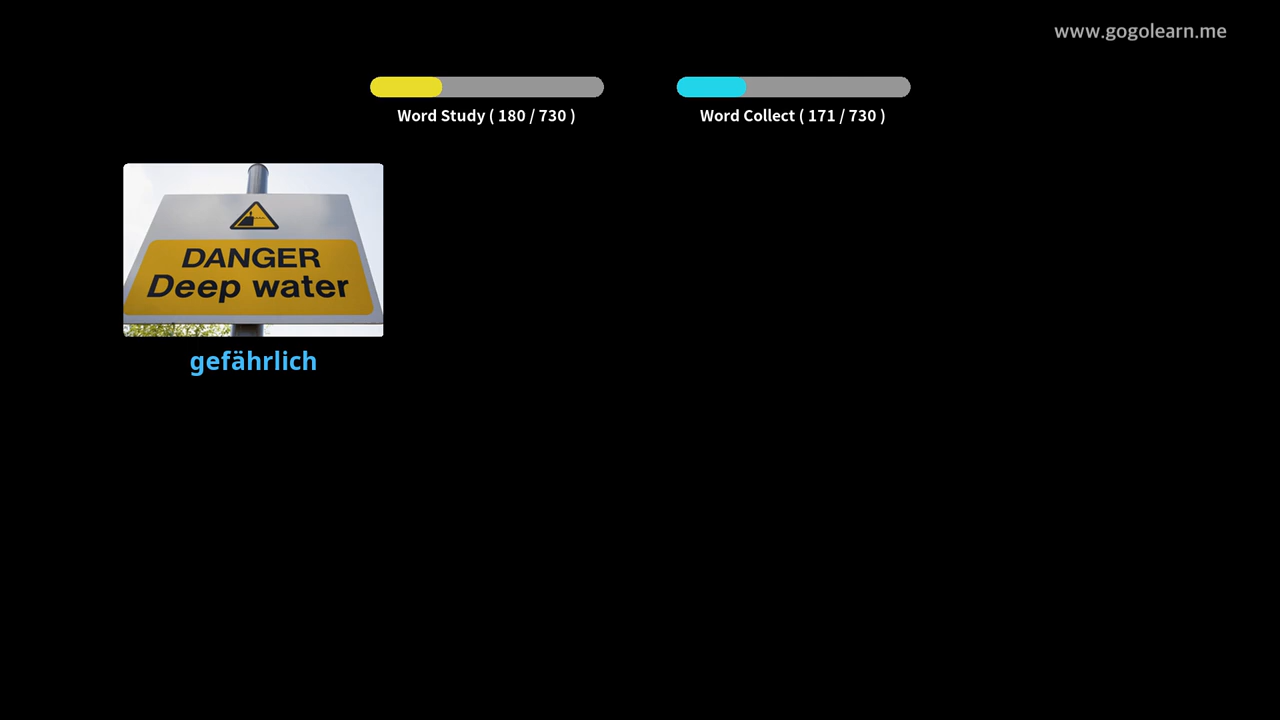 www.gogolearn.me
Word Study ( 180 / 730 )
Word Collect ( 171 / 730 )
DANGER
Deep water
gefährlich